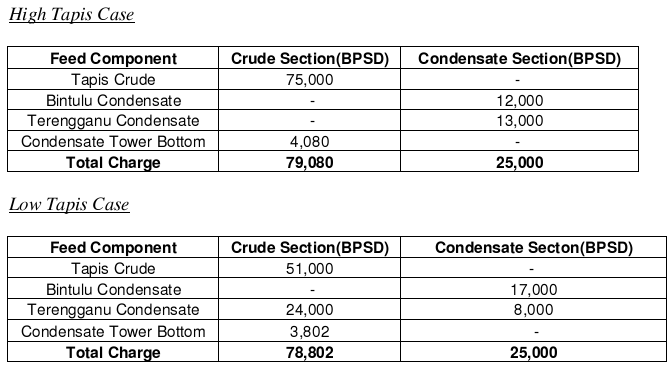 High Tapis Case
Feed Component Crude Section(BPSD) Condensate Section(BPSD)
Tapis Crude 75,000 -
Bintulu Condensate - 12,000
Terengganu Condensate - 13,000
Condensate Tower Bottom 4,080 -
Total Charge 79,080 25,000
Low Tapis Case
Feed Component Crude Section(BPSD) Condensate Secton(BPSD)
Tapis Crude 51,000 -
Bintulu Condensate - 17,000
Terengganu Condensate 24,000 8,000
Condensate Tower Bottom 3,802 -
Total Charge 78,802 25,000